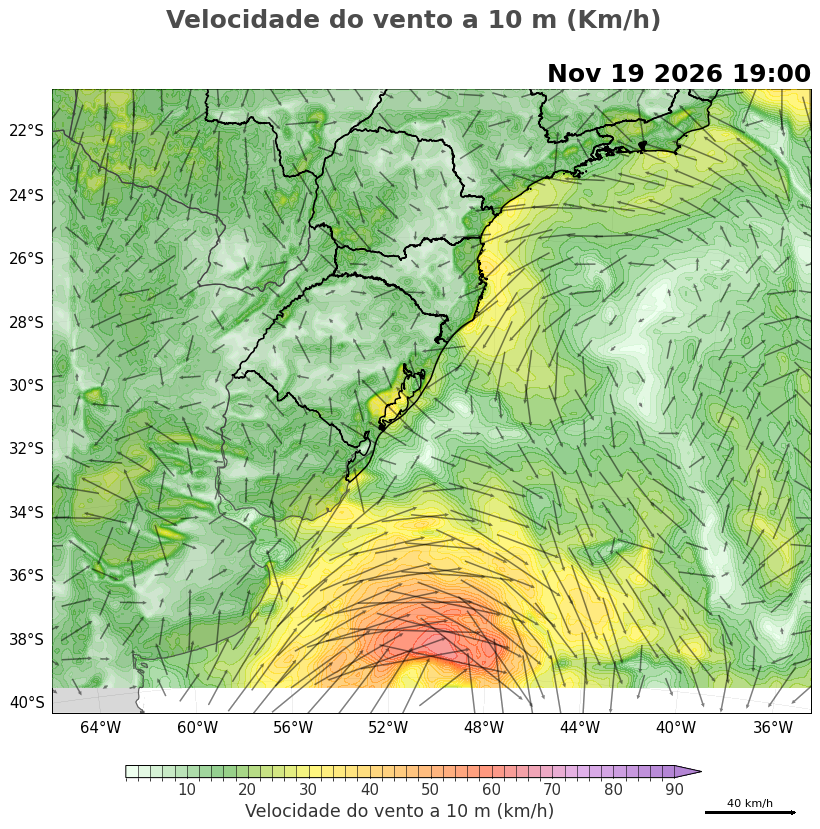 Velocidade do vento a 10 m (Km/h)
Nov 19 2026 19:00
22°S
24°S
26°S
28°S
30°S
32°S
34°S
36°S
38°S
40°S
64°W 60°W 56°W 52°W 48°W 44°W 40°W 36°W
10 20 30 40 50 60 70 80 90
Velocidade do vento a 10 m (km/h)
40 km/h